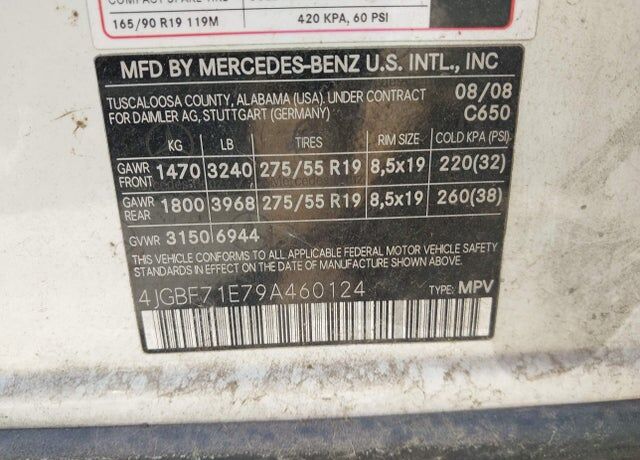 165/90 R19 119M 420 KPA, 60 PSI
MFD BY MERCEDES-BENZ U.S. INTL., INC
TUSCALOOSA COUNTY, ALABAMA (USA). UNDER CONTRACT 08/08
FOR DAIMLER AG, STUTTGART (GERMANY) C650
KG LB TIRES RIM SIZE COLD KPA (PSI)
GAWR FRONT 1470 3240 275/55 R19 8,5x19 220(32)
GAWR REAR 1800 3968 275/55 R19 8,5x19 260(38)
GVWR 3150 6944
THIS VEHICLE CONFORMS TO ALL APPLICABLE FEDERAL MOTOR VEHICLE SAFETY
STANDARDS IN EFFECT ON THE DATE OF MANUFACTURE SHOWN ABOVE.
4JGBF71E79A460124 TYPE: MPV